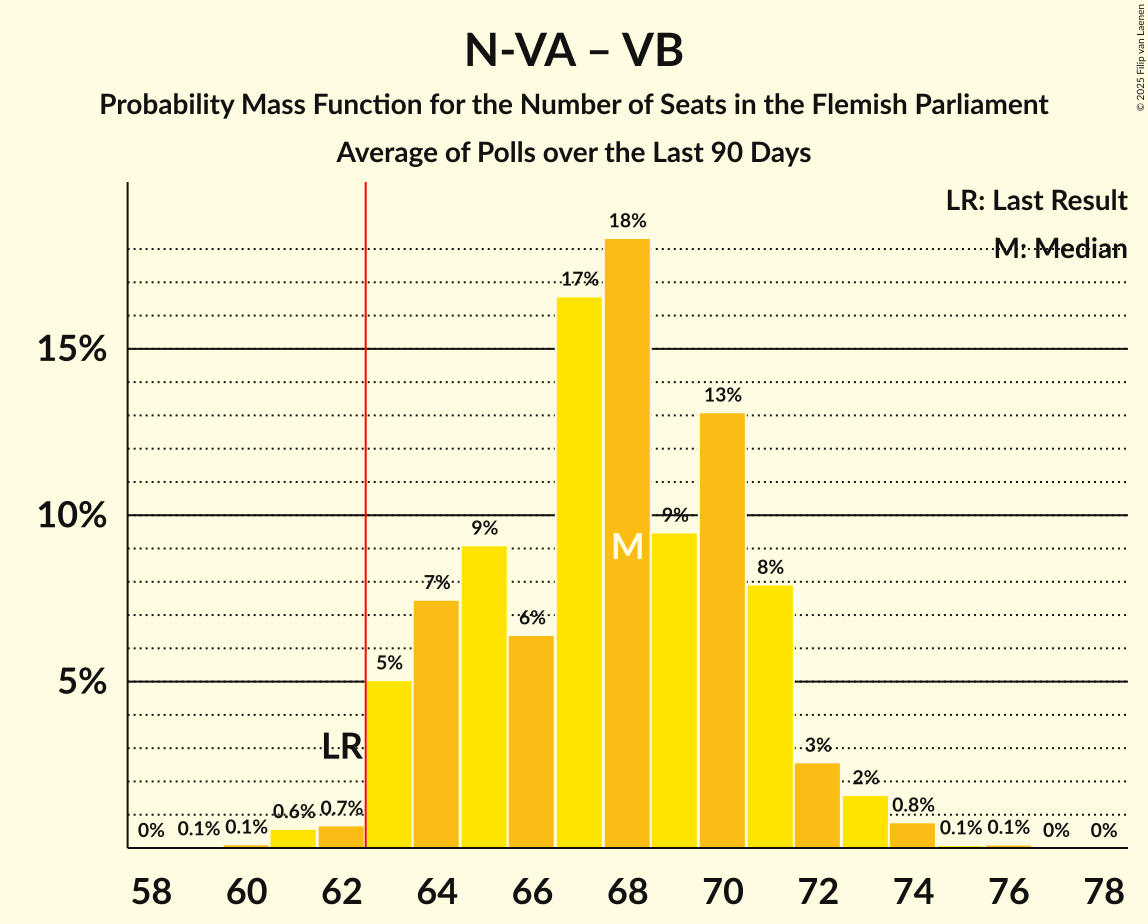 N-VA – VB
Probability Mass Function for the Number of Seats in the Flemish Parliament
Average of Polls over the Last 90 Days
© 2025 Filip van Laenen
LR: Last Result
M: Median
15%
10%
5%
0%
0.1%
0.1%
0.6%
0.7%
5%
7%
9%
6%
17%
18%
9%
13%
8%
3%
2%
0.8%
0.1%
0.1%
0%
0%
LR
M
58 60 62 64 66 68 70 72 74 76 78